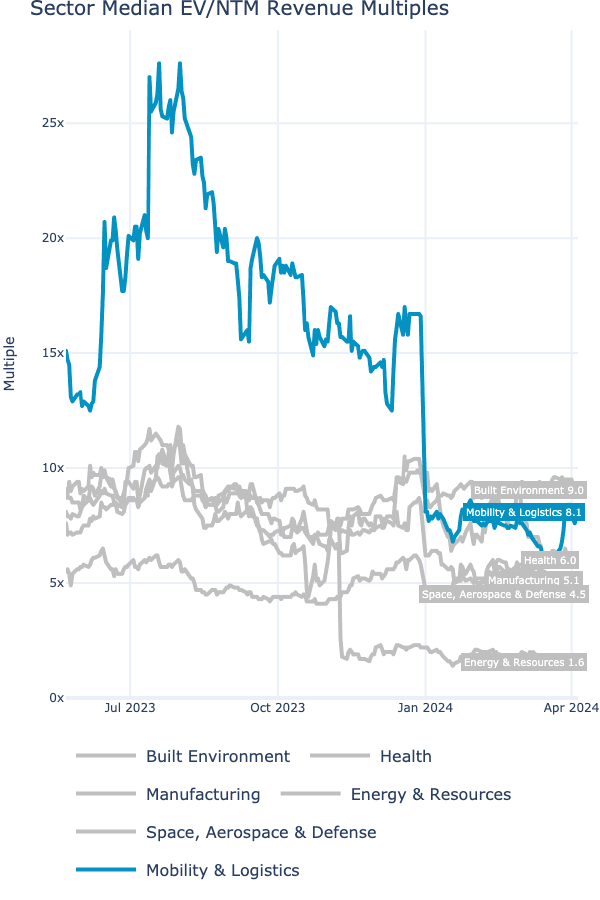 Sector Median EV/NTM Revenue Multiples
Multiple
25x
20x
15x
10x
5x
0x
Built Environment 9.0
Mobility & Logistics 8.1
Health 6.0
Manufacturing 5.1
Space, Aerospace & Defense 4.5
Energy & Resources 1.6
Jul 2023 Oct 2023 Jan 2024 Apr 2024
Built Environment Health
Manufacturing Energy & Resources
Space, Aerospace & Defense
Mobility & Logistics